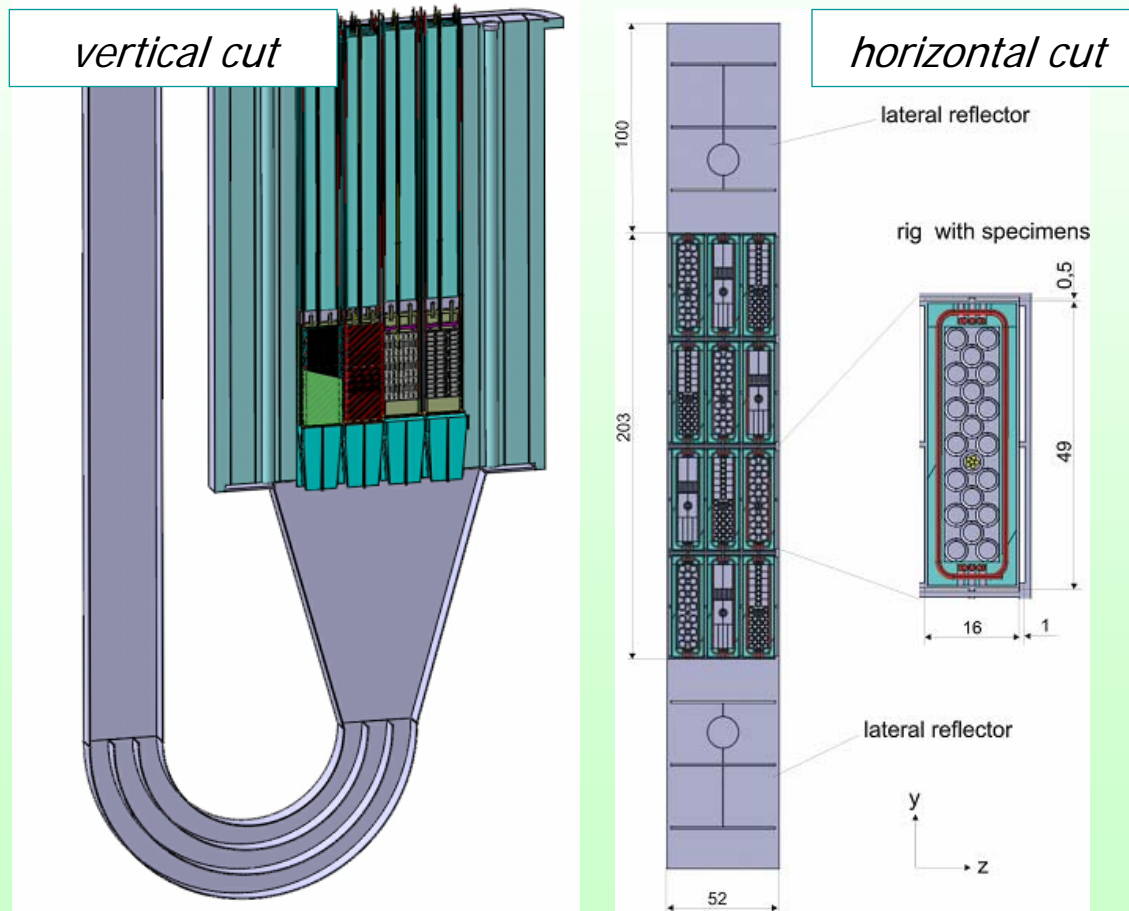 vertical cut
horizontal cut
lateral reflector
100
rig with specimens
0,5
203
49
16
1
lateral reflector
y
z
52